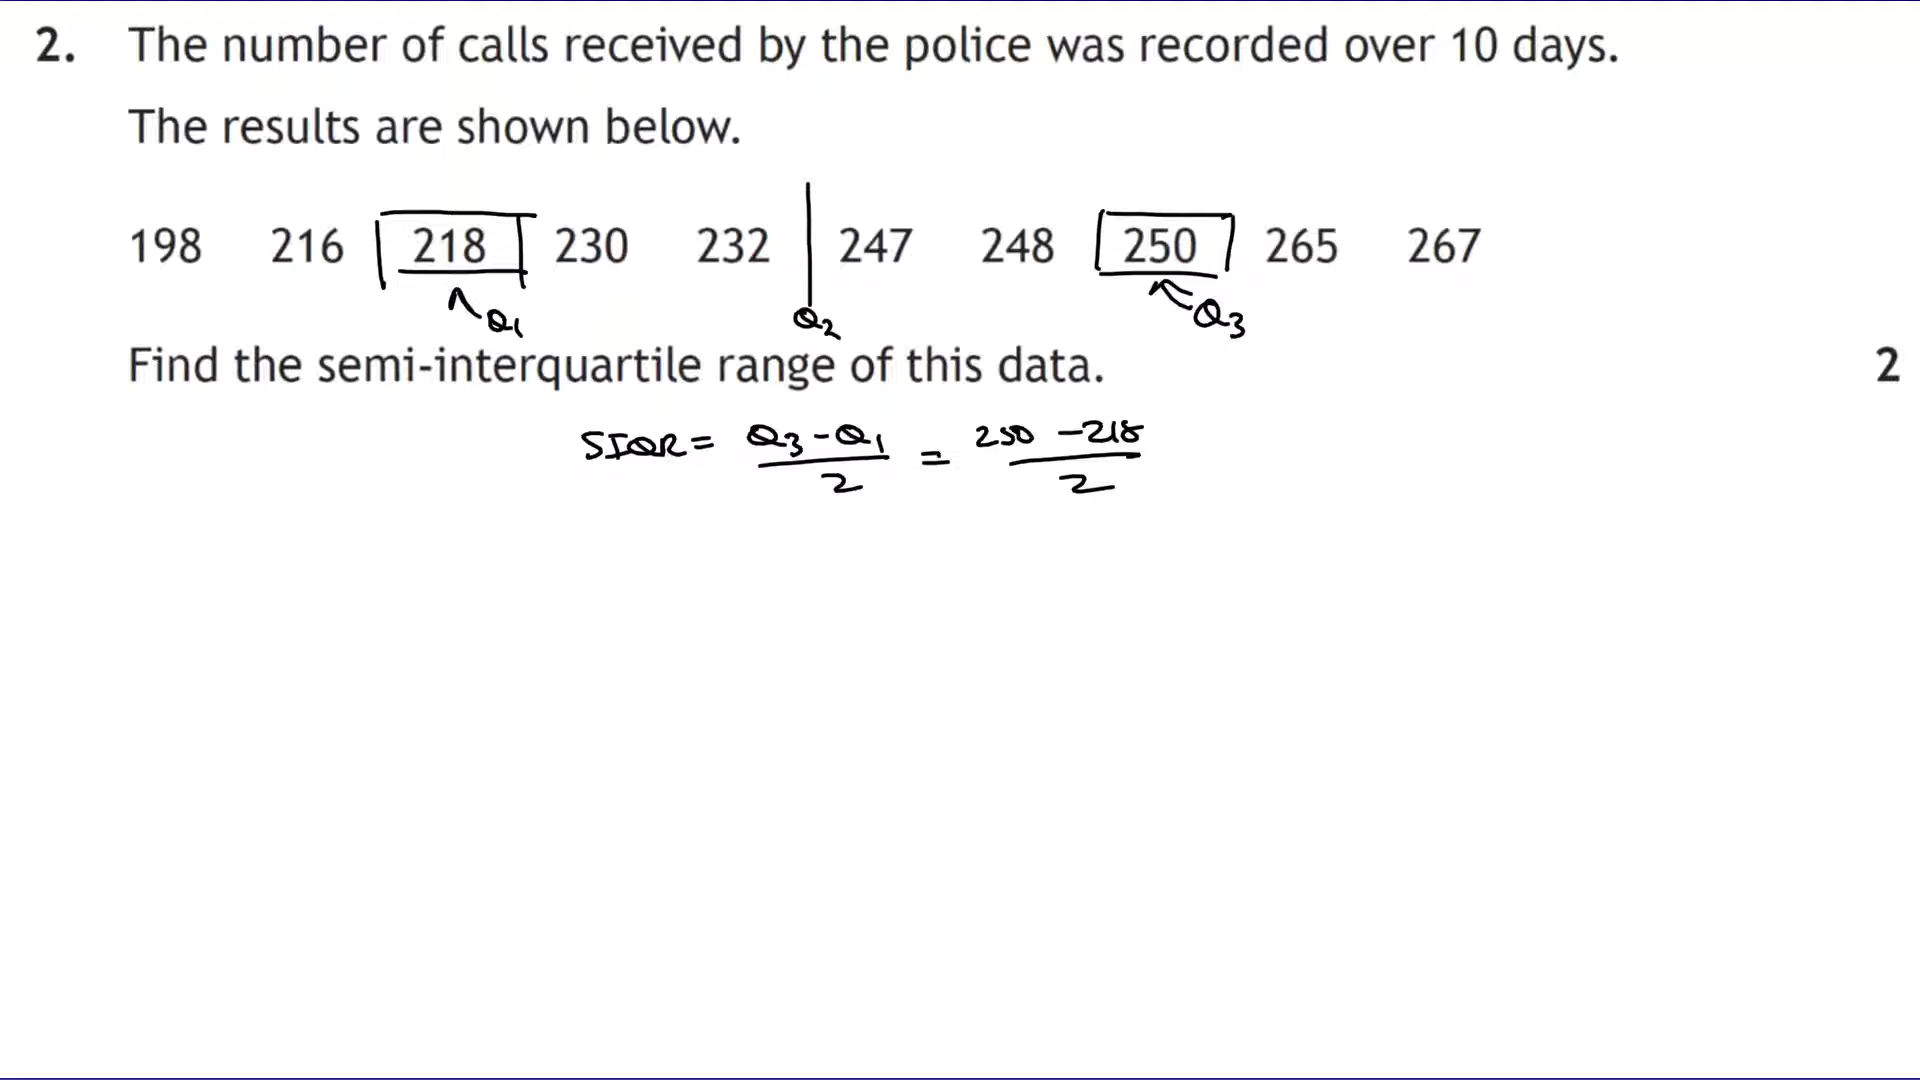 2. The number of calls received by the police was recorded over 10 days.
The results are shown below.
198 216 218 230 232 247 248 250 265 267
Q1 Q2 Q3
Find the semi-interquartile range of this data. 2
SIQR = Q3 - Q1 / 2 = 250 - 218 / 2